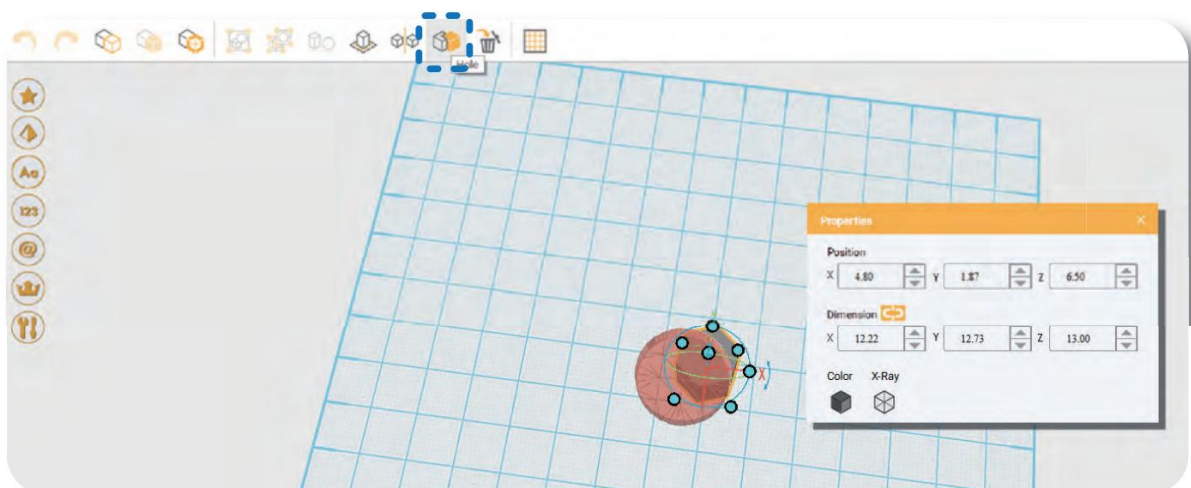 Hole
Aa
123
@
Properties ×
Position
X 4.80 Y 1.87 Z 6.50
Dimension
X 12.22 Y 12.73 Z 13.00
Color X-Ray
X